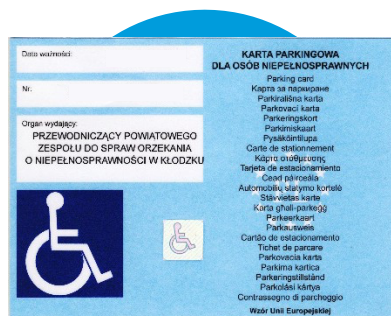 Data ważności:
Nr.
Organ wydający:
PRZEWODNICZĄCY POWIATOWEGO
ZESPOŁU DO SPRAW ORZEKANIA
O NIEPEŁNOSPRAWNOŚCI W KŁODZKU
KARTA PARKINGOWA
DLA OSÓB NIEPEŁNOSPRAWNYCH
Parking card
Карта за паркиране
Parkirališna karta
Parkovací karta
Parkeringskort
Parkimiskaart
Pysäköintilupa
Carte de stationnement
Κάρτα στάθμευσης
Tarjeta de estacionamiento
Cead páirceála
Automobilių statymo kortelė
Stāvvietas karte
Karta għall-parkeġġ
Parkeerkaart
Parkausweis
Cartão de estacionamento
Tichet de parcare
Parkovacia karta
Parkirna kartica
Parkeringstillstånd
Parkolási kártya
Contrassegno di parcheggio
Wzór Unii Europejskiej